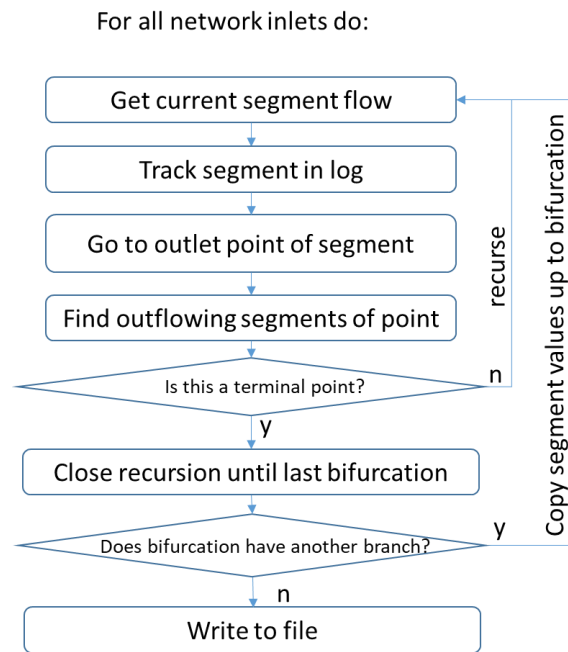 For all network inlets do:
Get current segment flow
Track segment in log
Go to outlet point of segment
Find outflowing segments of point
Is this a terminal point?
n
recurse
y
Close recursion until last bifurcation
Does bifurcation have another branch?
y
Copy segment values up to bifurcation
n
Write to file